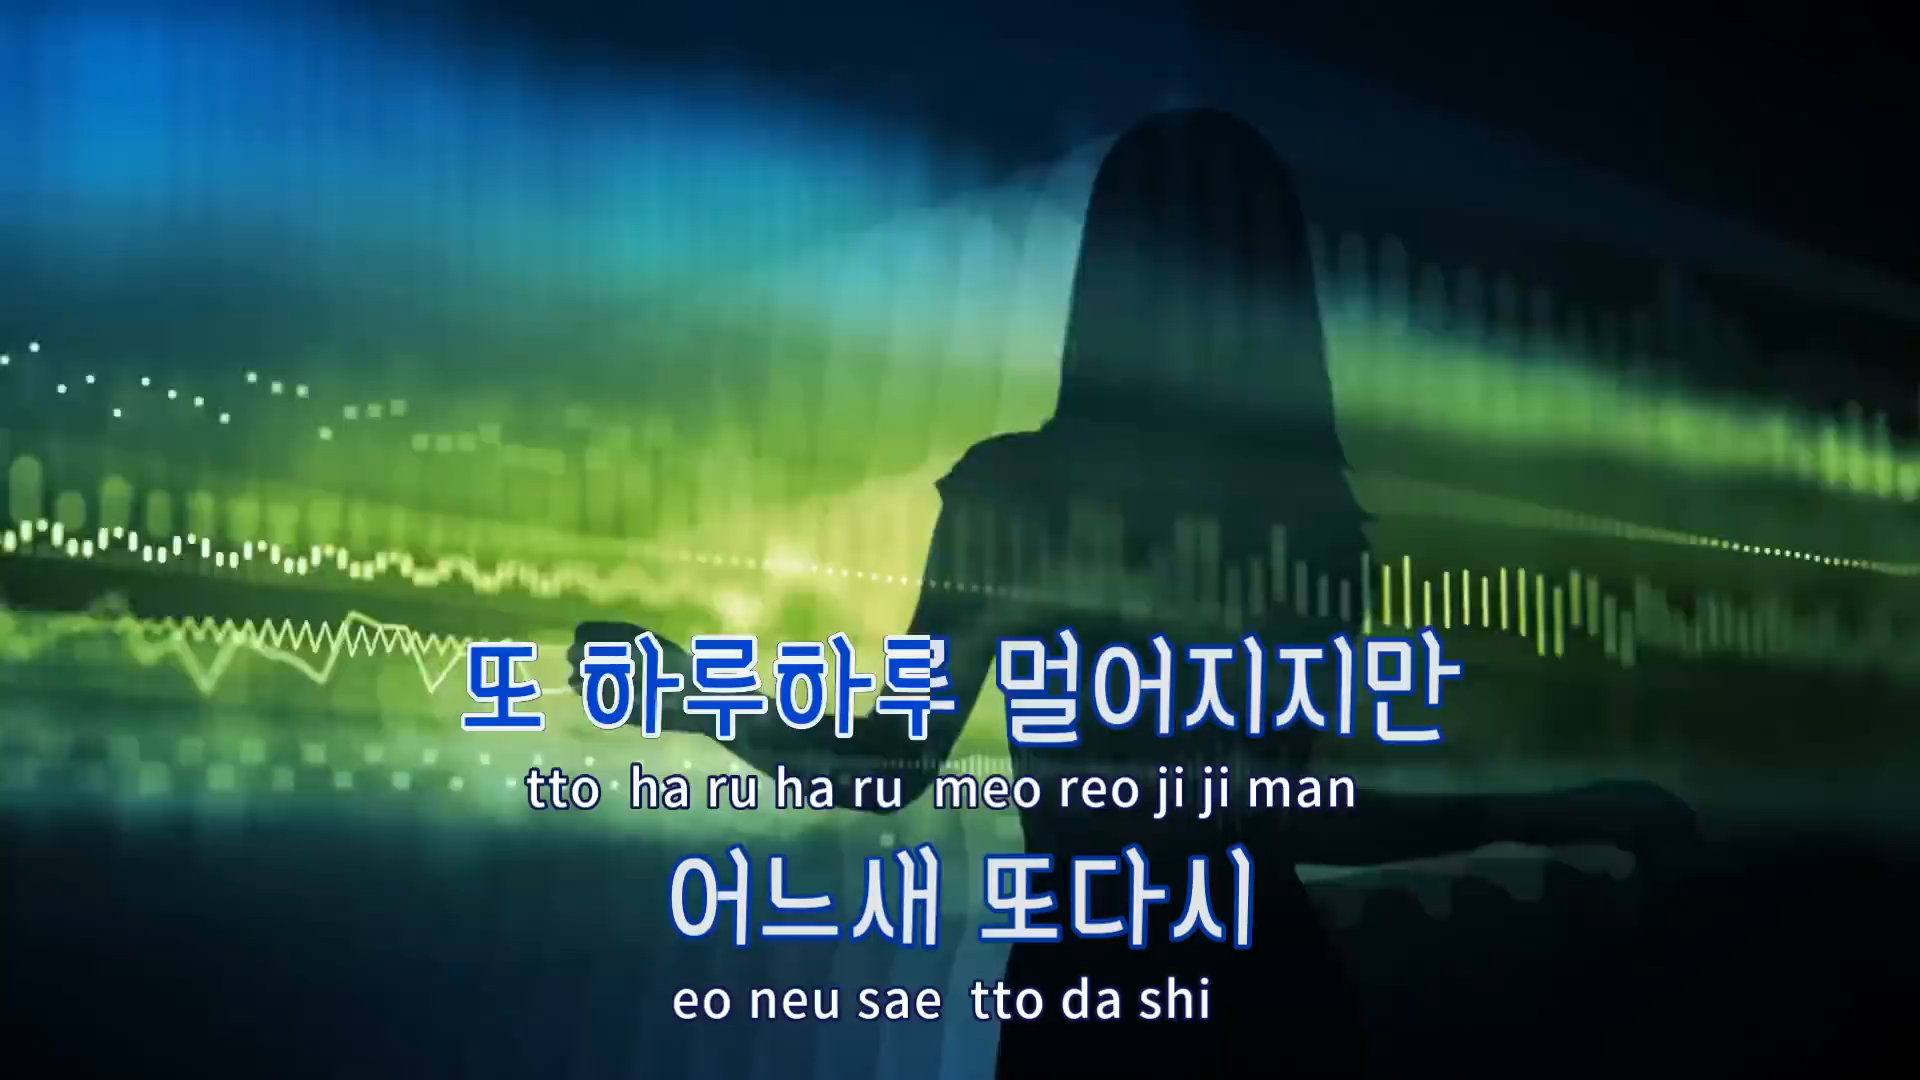 또 하루하루 멀어지지만
tto ha ru ha ru meo reo ji ji man
어느새 또다시
eo neu sae tto da shi